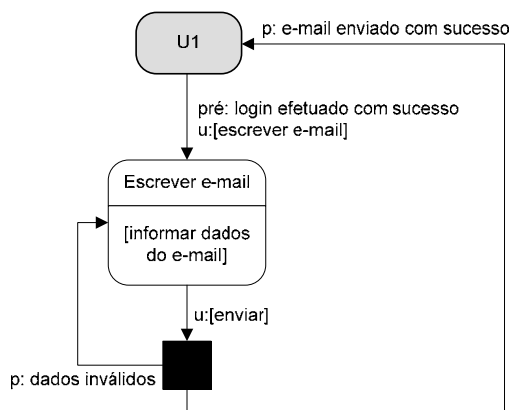 p: e-mail enviado com sucesso
U1
pré: login efetuado com sucesso
u:[escrever e-mail]
Escrever e-mail
[informar dados
do e-mail]
u:[enviar]
p: dados inválidos